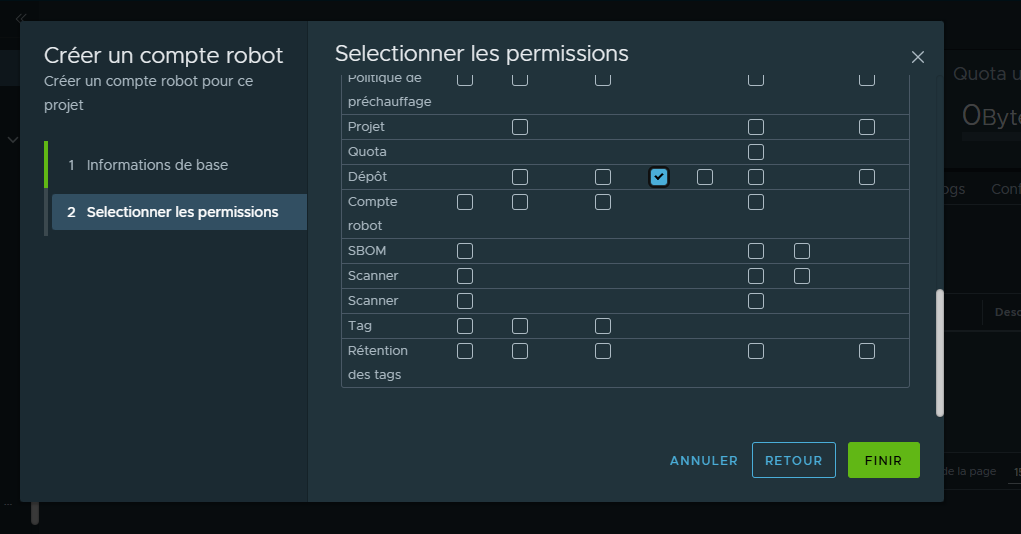 Créer un compte robot
Créer un compte robot pour ce
projet
1 Informations de base
2 Selectionner les permissions
Selectionner les permissions
Politique de
préchauffage
Projet
Quota
Dépôt
Compte
robot
SBOM
Scanner
Scanner
Tag
Rétention
des tags
ANNULER
RETOUR
FINIR
Quota u
0Byte
ogs
Conf
Desc
de la page
15